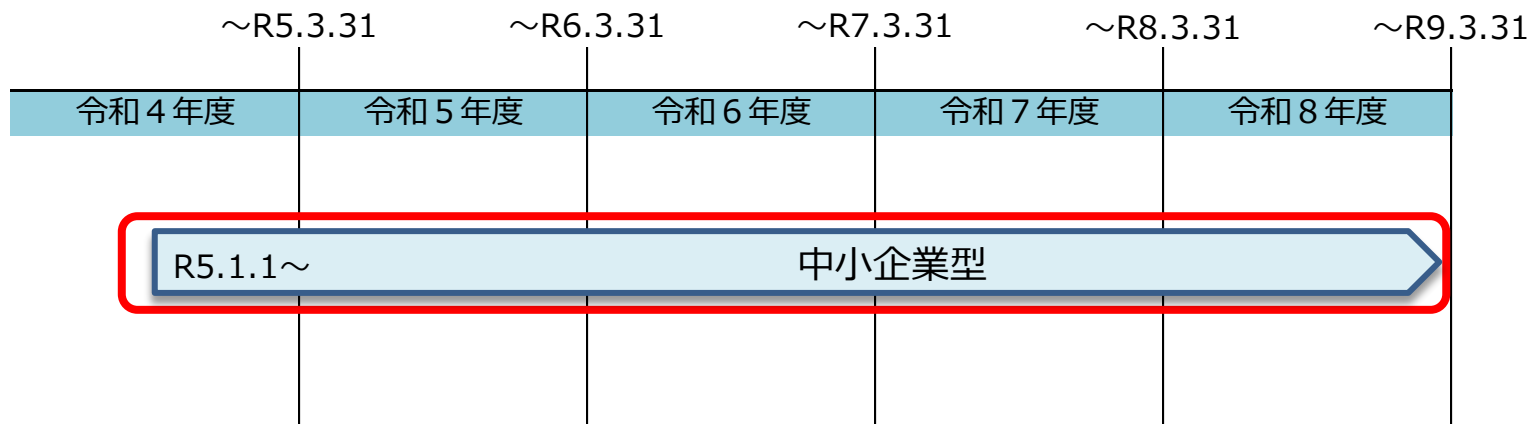 ～R5.3.31 ～R6.3.31 ～R7.3.31 ～R8.3.31 ～R9.3.31
令和４年度 令和５年度 令和６年度 令和７年度 令和８年度
R5.1.1～ 中小企業型